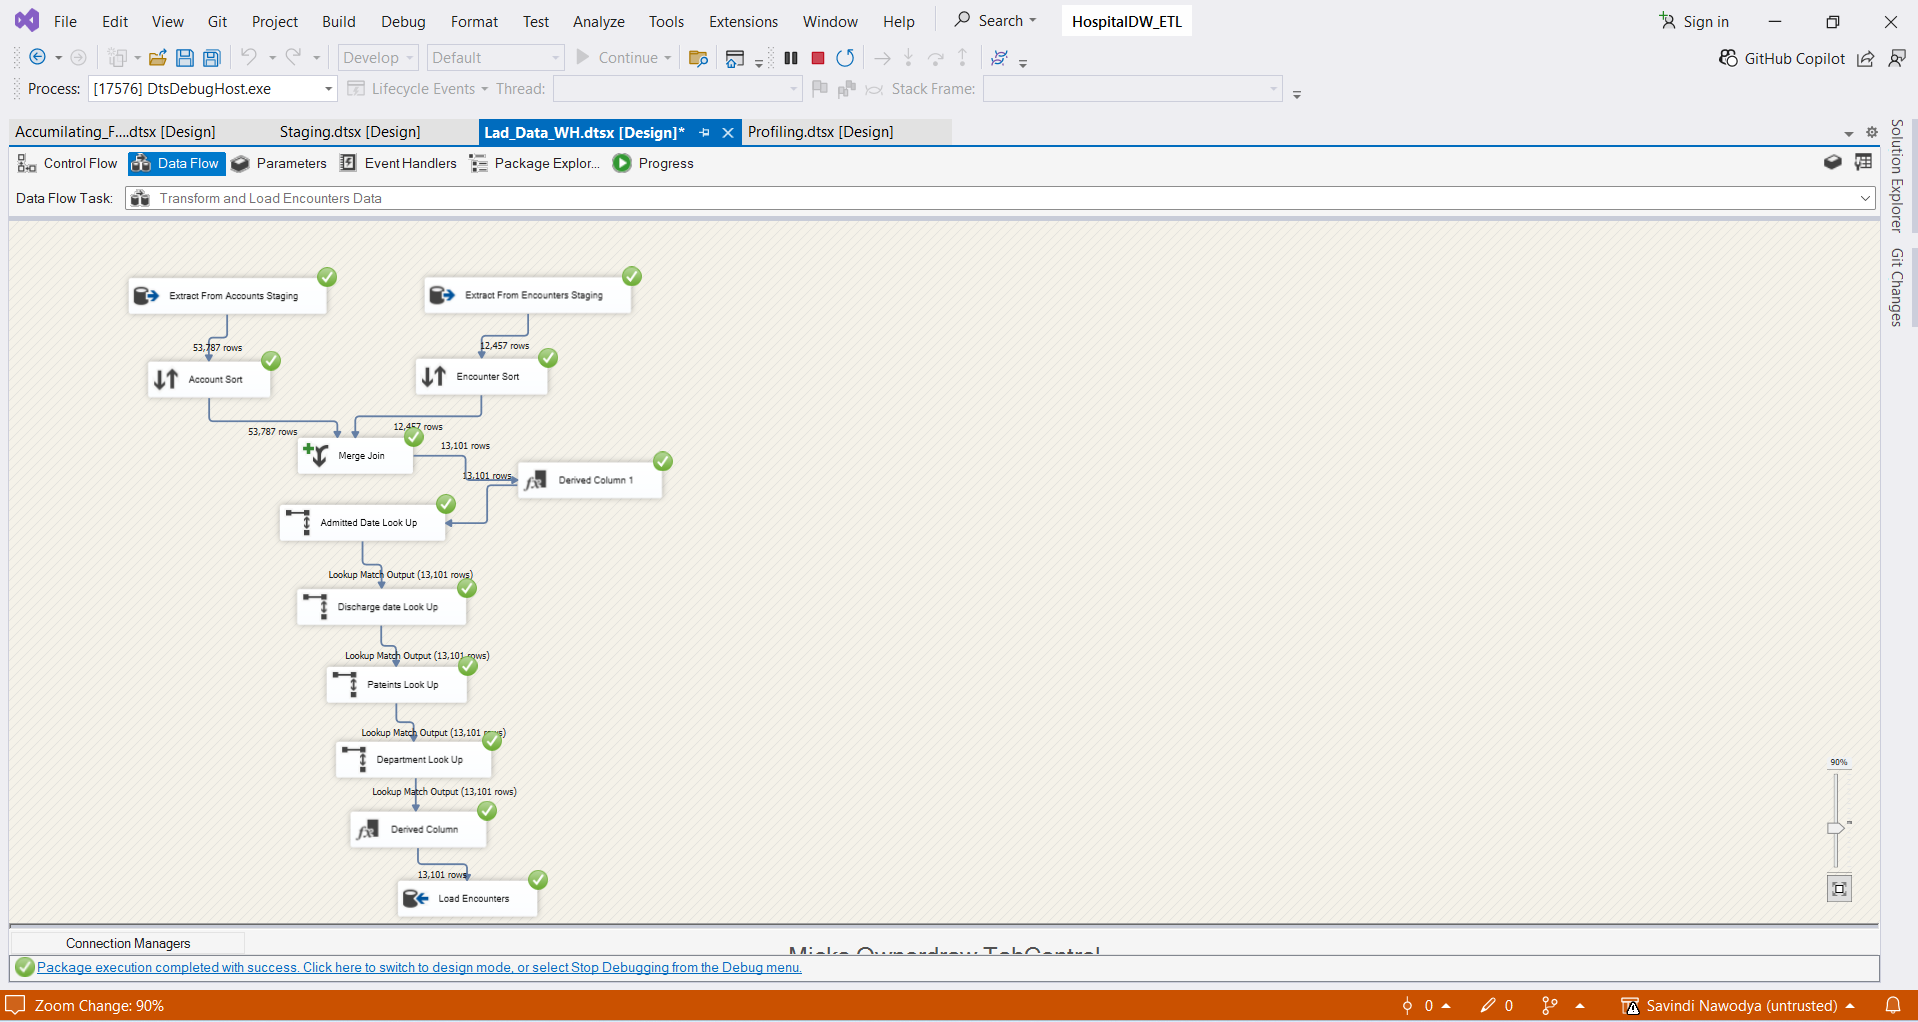 File Edit View Git Project Build Debug Format Test Analyze Tools Extensions Window Help Search HospitalDW_ETL Sign in
Develop Default Continue GitHub Copilot
Process: [17576] DtsDebugHost.exe Lifecycle Events Thread: Stack Frame:
Accumilating_F....dtsx [Design] Staging.dtsx [Design] Lad_Data_WH.dtsx [Design]* Profiling.dtsx [Design]
Control Flow Data Flow Parameters Event Handlers Package Explor... Progress
Data Flow Task: Transform and Load Encounters Data
Solution Explorer
Git Changes
Extract From Accounts Staging
Extract From Encounters Staging
53,787 rows
12,457 rows
Account Sort
Encounter Sort
53,787 rows
12,457 rows
Merge Join
13,101 rows
13,101 rows
Derived Column 1
Admitted Date Look Up
Lookup Match Output (13,101 rows)
Discharge date Look Up
Lookup Match Output (13,101 rows)
Pateints Look Up
Lookup Match Output (13,101 rows)
Department Look Up
Lookup Match Output (13,101 rows)
Derived Column
13,101 rows
Load Encounters
90%
Connection Managers
Micks Ownerdraw TabControl
Package execution completed with success. Click here to switch to design mode, or select Stop Debugging from the Debug menu.
Zoom Change: 90% 0 0 Savindi Nawodya (untrusted)